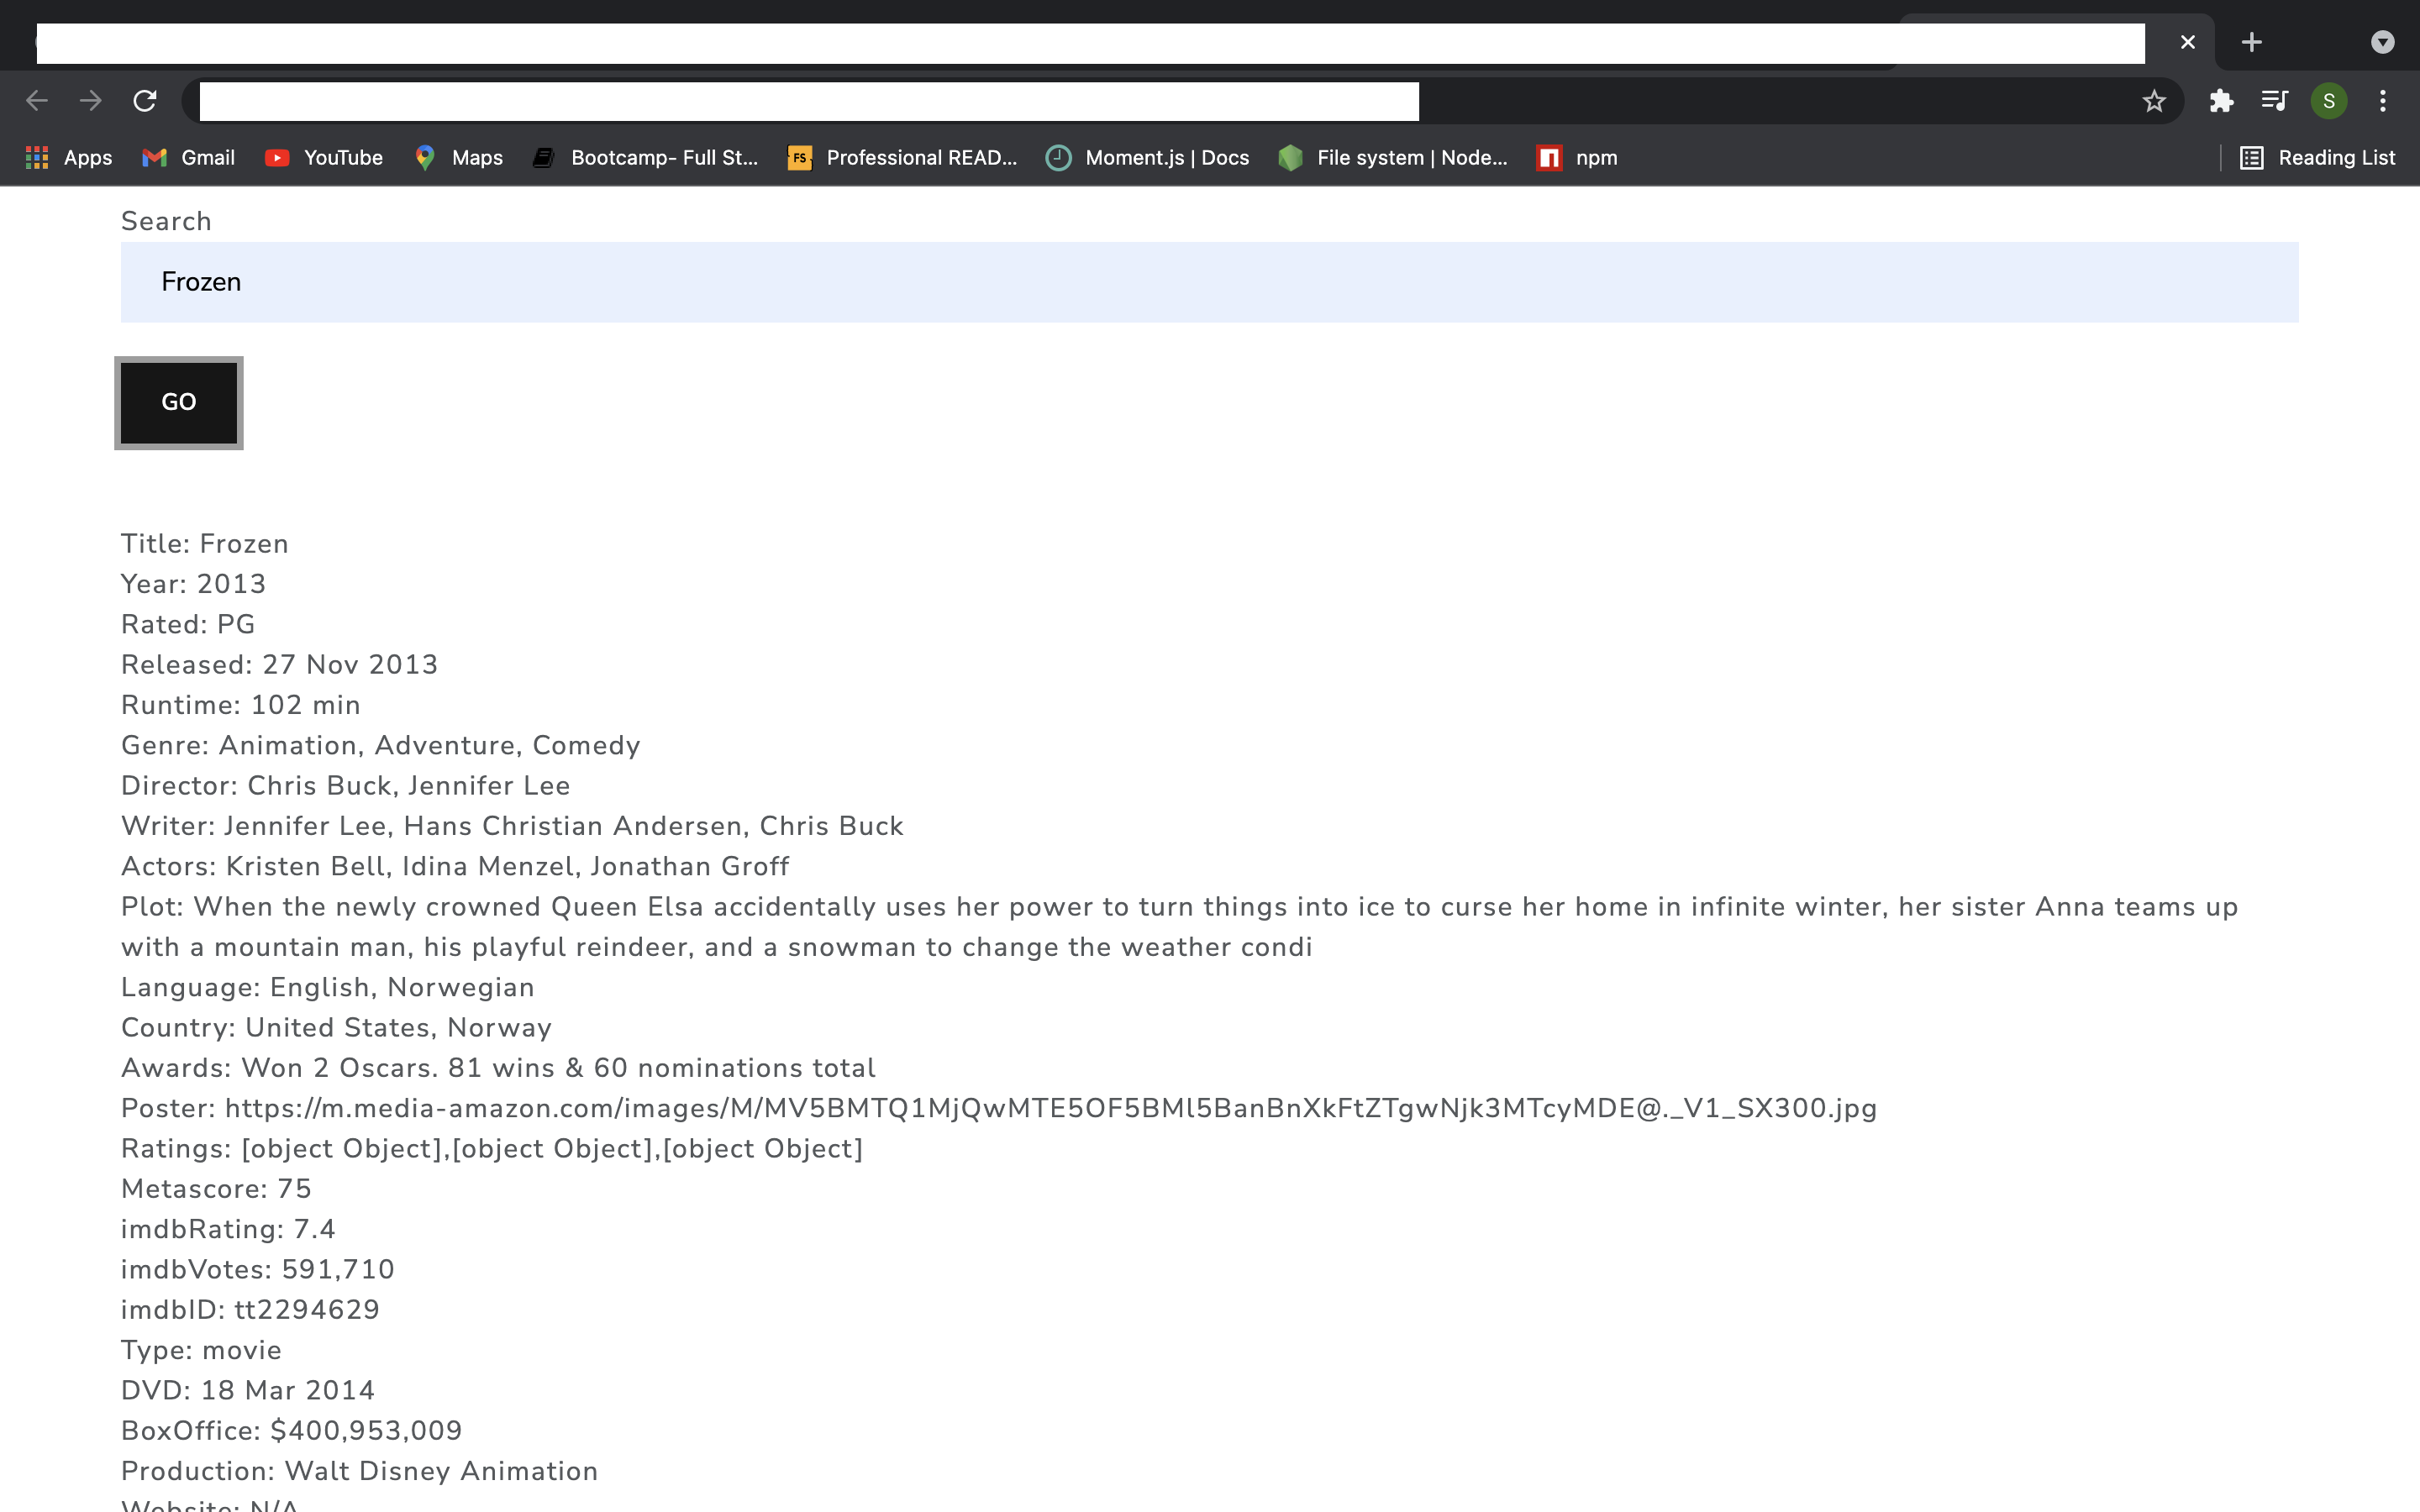 S
Apps Gmail YouTube Maps Bootcamp- Full St... FS Professional READ... Moment.js | Docs File system | Node... npm Reading List
Search
Frozen
GO
Title: Frozen
Year: 2013
Rated: PG
Released: 27 Nov 2013
Runtime: 102 min
Genre: Animation, Adventure, Comedy
Director: Chris Buck, Jennifer Lee
Writer: Jennifer Lee, Hans Christian Andersen, Chris Buck
Actors: Kristen Bell, Idina Menzel, Jonathan Groff
Plot: When the newly crowned Queen Elsa accidentally uses her power to turn things into ice to curse her home in infinite winter, her sister Anna teams up
with a mountain man, his playful reindeer, and a snowman to change the weather condi
Language: English, Norwegian
Country: United States, Norway
Awards: Won 2 Oscars. 81 wins & 60 nominations total
Poster: https://m.media-amazon.com/images/M/MV5BMTQ1MjQwMTE5OF5BMl5BanBnXkFtZTgwNjk3MTcyMDE@._V1_SX300.jpg
Ratings: [object Object],[object Object],[object Object]
Metascore: 75
imdbRating: 7.4
imdbVotes: 591,710
imdbID: tt2294629
Type: movie
DVD: 18 Mar 2014
BoxOffice: $400,953,009
Production: Walt Disney Animation
Website: N/A